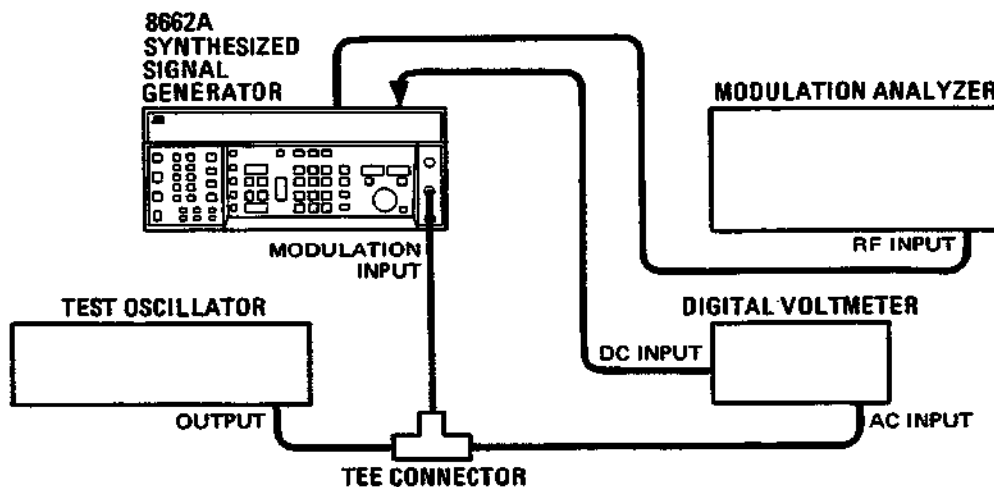 8662A
SYNTHESIZED
SIGNAL
GENERATOR
MODULATION ANALYZER
RF INPUT
MODULATION
INPUT
TEST OSCILLATOR
DIGITAL VOLTMETER
DC INPUT
OUTPUT
AC INPUT
TEE CONNECTOR